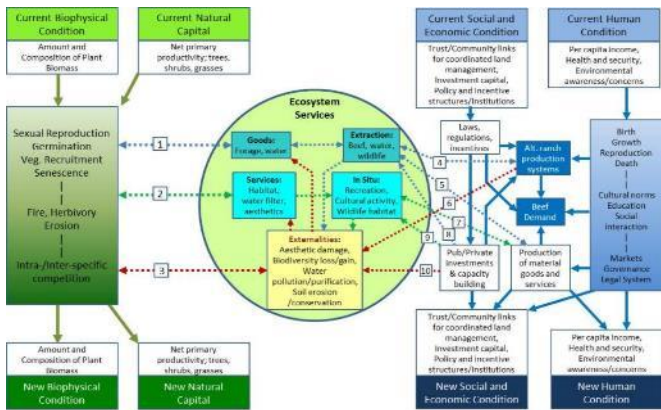 Current Biophysical
Condition
Amount and
Composition of Plant
Biomass
Current Natural
Capital
Net primary
productivity; trees,
shrubs, grasses
Current Social and
Economic Condition
Trust/Community links
for coordinated land
management,
Investment capital,
Policy and incentive
structures/Institutions
Current Human
Condition
Per capita income,
Health and security,
Environmental
awareness/concerns
Sexual Reproduction
Germination
Veg. Recruitment
Senescence
Fire, Herbivory
Erosion
Intra-/Inter-specific
competition
1
2
3
Ecosystem
Services
Goods:
Forage, water
Extraction:
Beef, water,
wildlife
Services:
Habitat,
water filter,
aesthetics
In Situ:
Recreation,
Cultural activity,
Wildlife habitat
Externalities:
Aesthetic damage,
Biodiversity loss/gain,
Water
pollution/purification,
Soil erosion
/conservation
4
5
6
7
8
9
10
Laws,
regulations,
incentives
Alt. ranch
production
systems
Beef
Demand
Pub/Private
investments
& capacity
building
Production of
material goods
and services
Birth
Growth
Reproduction
Death
Cultural norms
Education
Social
interaction
Markets
Governance
Legal System
Amount and
Composition of Plant
Biomass
New Biophysical
Condition
Net primary
productivity; trees,
shrubs, grasses
New Natural
Capital
Trust/Community links
for coordinated land
management,
Investment capital,
Policy and incentive
structures/Institutions
New Social and
Economic Condition
Per capita income,
Health and security,
Environmental
awareness/concerns
New Human
Condition